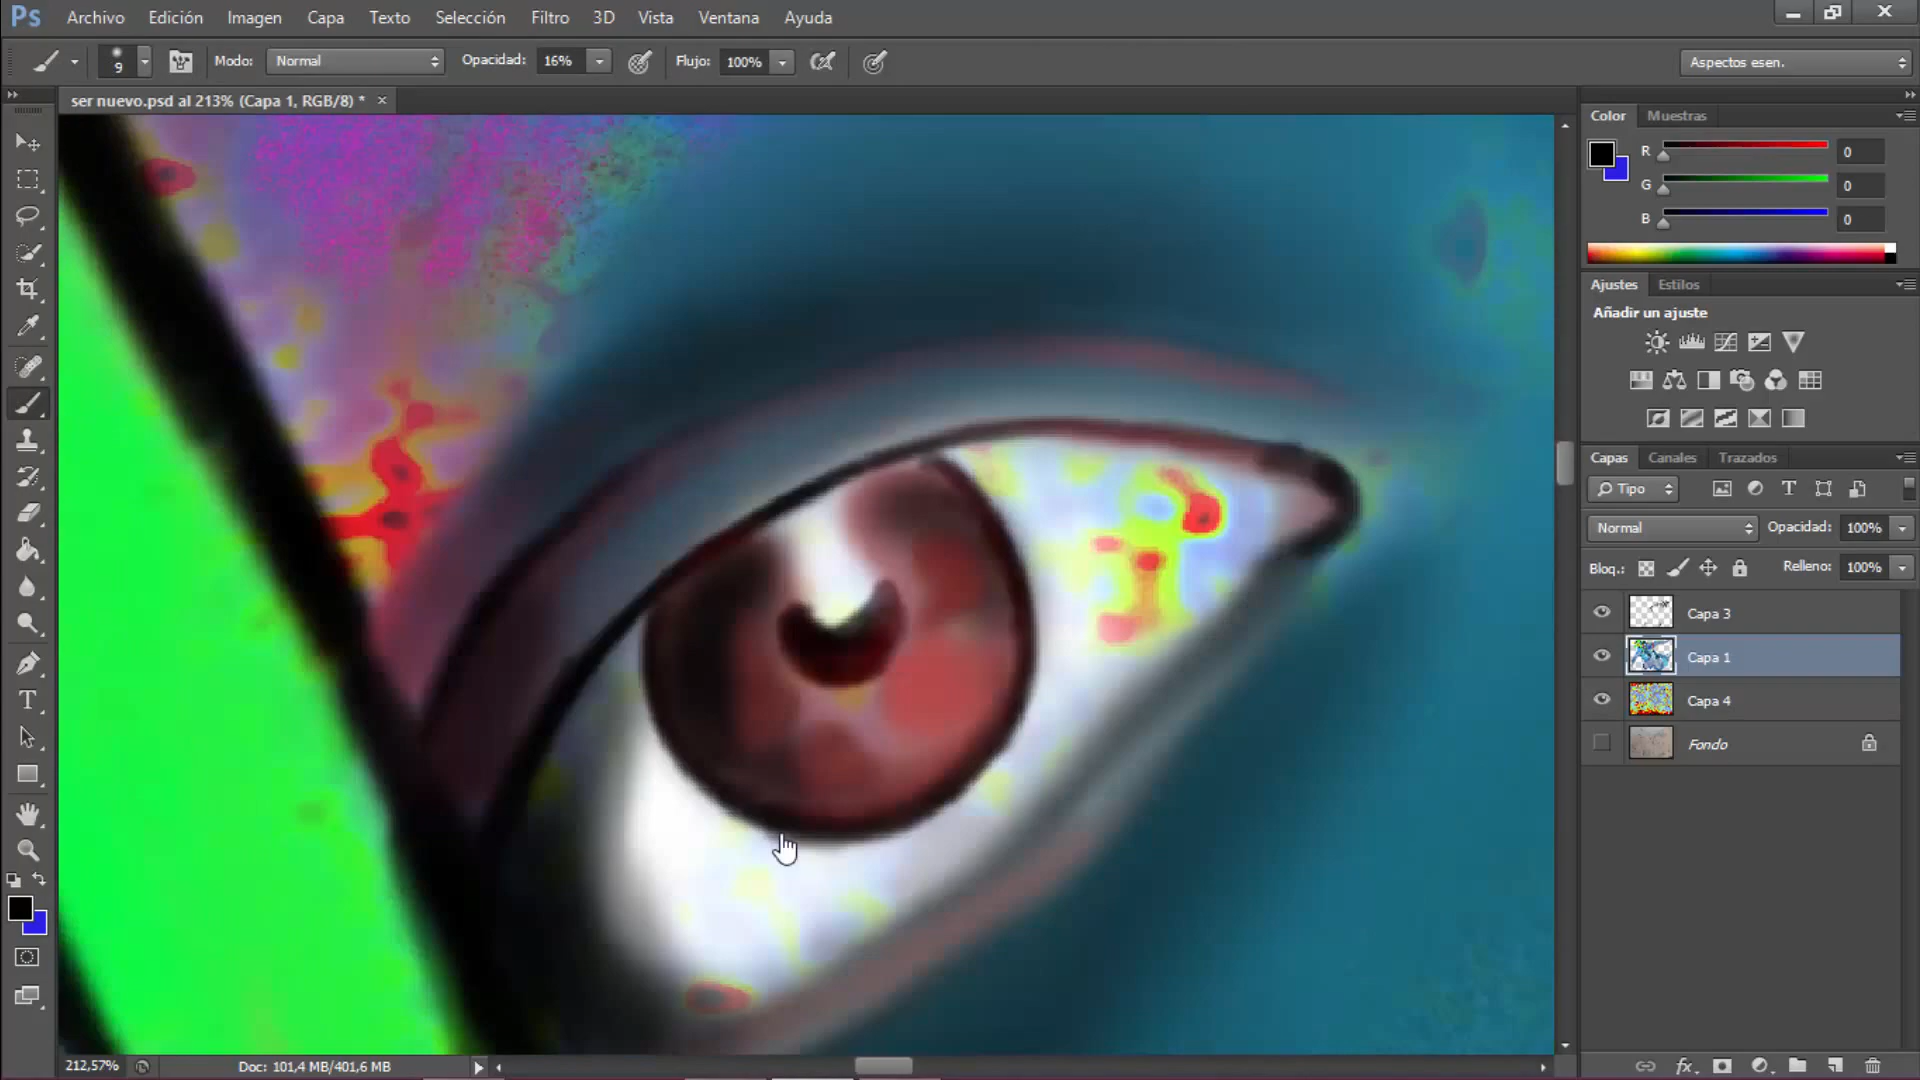 Ps Archivo Edición Imagen Capa Texto Selección Filtro 3D Vista Ventana Ayuda
9 Modo: Normal Opacidad: 16% Flujo: 100% Aspectos esen.
ser nuevo.psd al 213% (Capa 1, RGB/8) * ×
Color Muestras
R 0
G 0
B 0
Ajustes Estilos
Añadir un ajuste
Capas Canales Trazados
Tipo T
Normal Opacidad: 100%
Bloq.: Relleno: 100%
Capa 3
Capa 1
Capa 4
Fondo
T
212,57% Doc: 101,4 MB/401,6 MB
fx